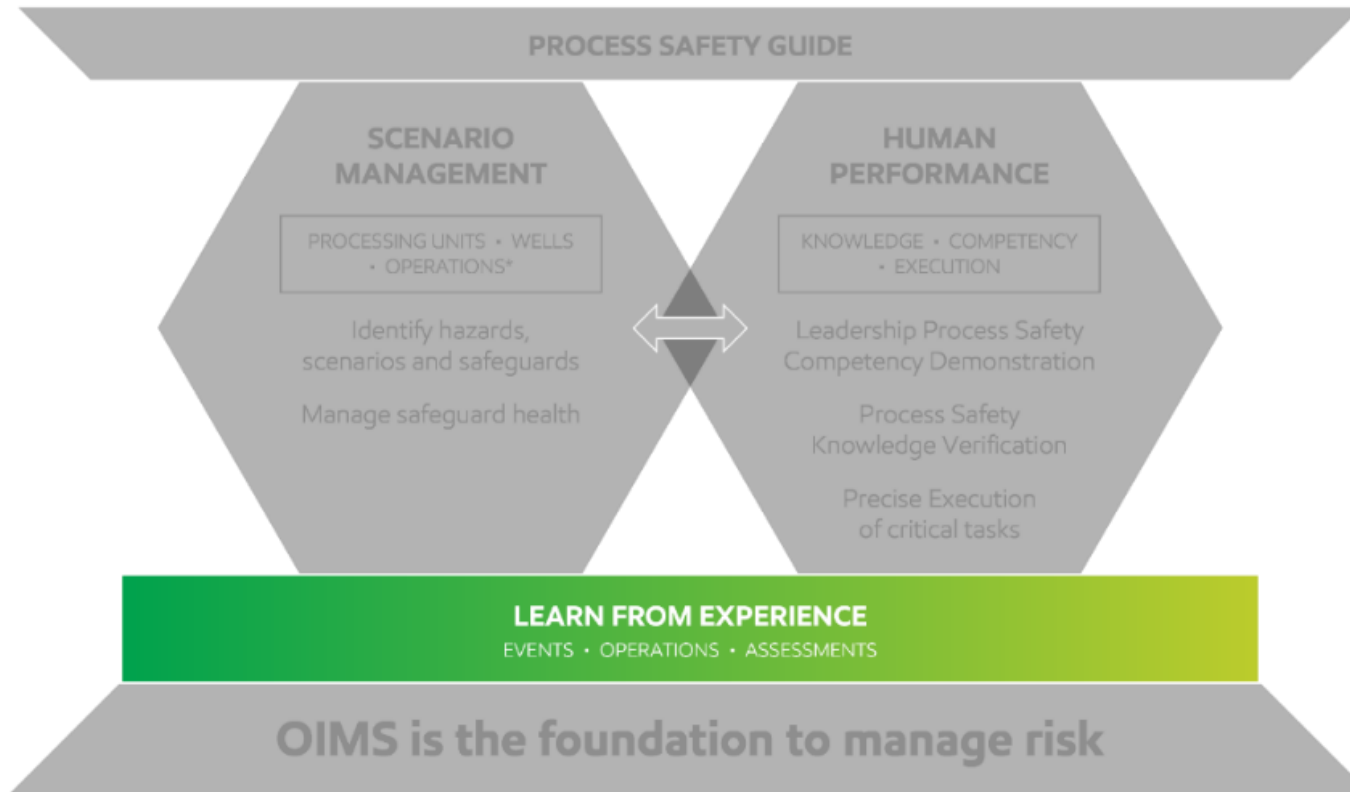 PROCESS SAFETY GUIDE
SCENARIO
MANAGEMENT
PROCESSING UNITS • WELLS
• OPERATIONS*
Identify hazards,
scenarios and safeguards
Manage safeguard health
HUMAN
PERFORMANCE
KNOWLEDGE • COMPETENCY
• EXECUTION
Leadership Process Safety
Competency Demonstration
Process Safety
Knowledge Verification
Precise Execution
of critical tasks
LEARN FROM EXPERIENCE
EVENTS • OPERATIONS • ASSESSMENTS
OIMS is the foundation to manage risk